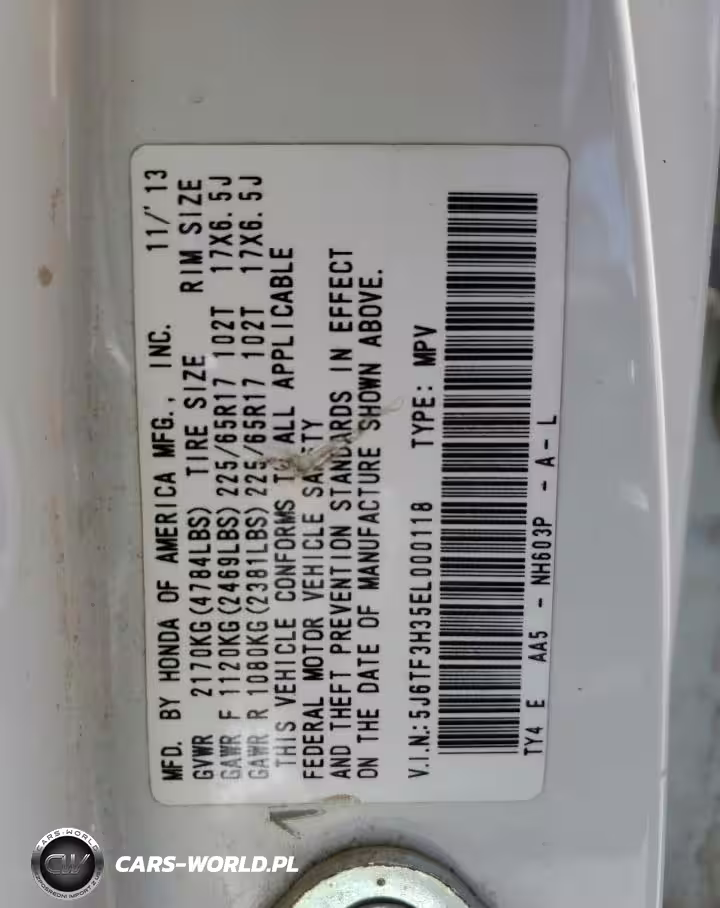 MFD. BY HONDA OF AMERICA MFG., INC. 11/'13
GVWR 2170KG(4784LBS) TIRE SIZE RIM SIZE
GAWR F 1120KG(2469LBS) 225/65R17 102T 17X6.5J
GAWR R 1080KG(2381LBS) 225/65R17 102T 17X6.5J
THIS VEHICLE CONFORMS TO ALL APPLICABLE
FEDERAL MOTOR VEHICLE SAFETY
AND THEFT PREVENTION STANDARDS IN EFFECT
ON THE DATE OF MANUFACTURE SHOWN ABOVE.
V.I.N.: 5J6TF3H35EL000118 TYPE: MPV
TY4 E AA5 - NH603P - A - L
CARS-WORLD
CW
CARS-WORLD.PL